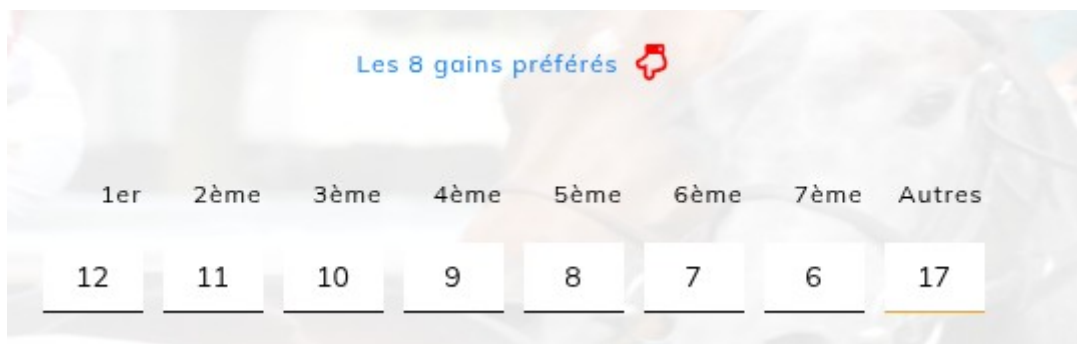 Les 8 gains préférés
1er 2ème 3ème 4ème 5ème 6ème 7ème Autres
12 11 10 9 8 7 6 17